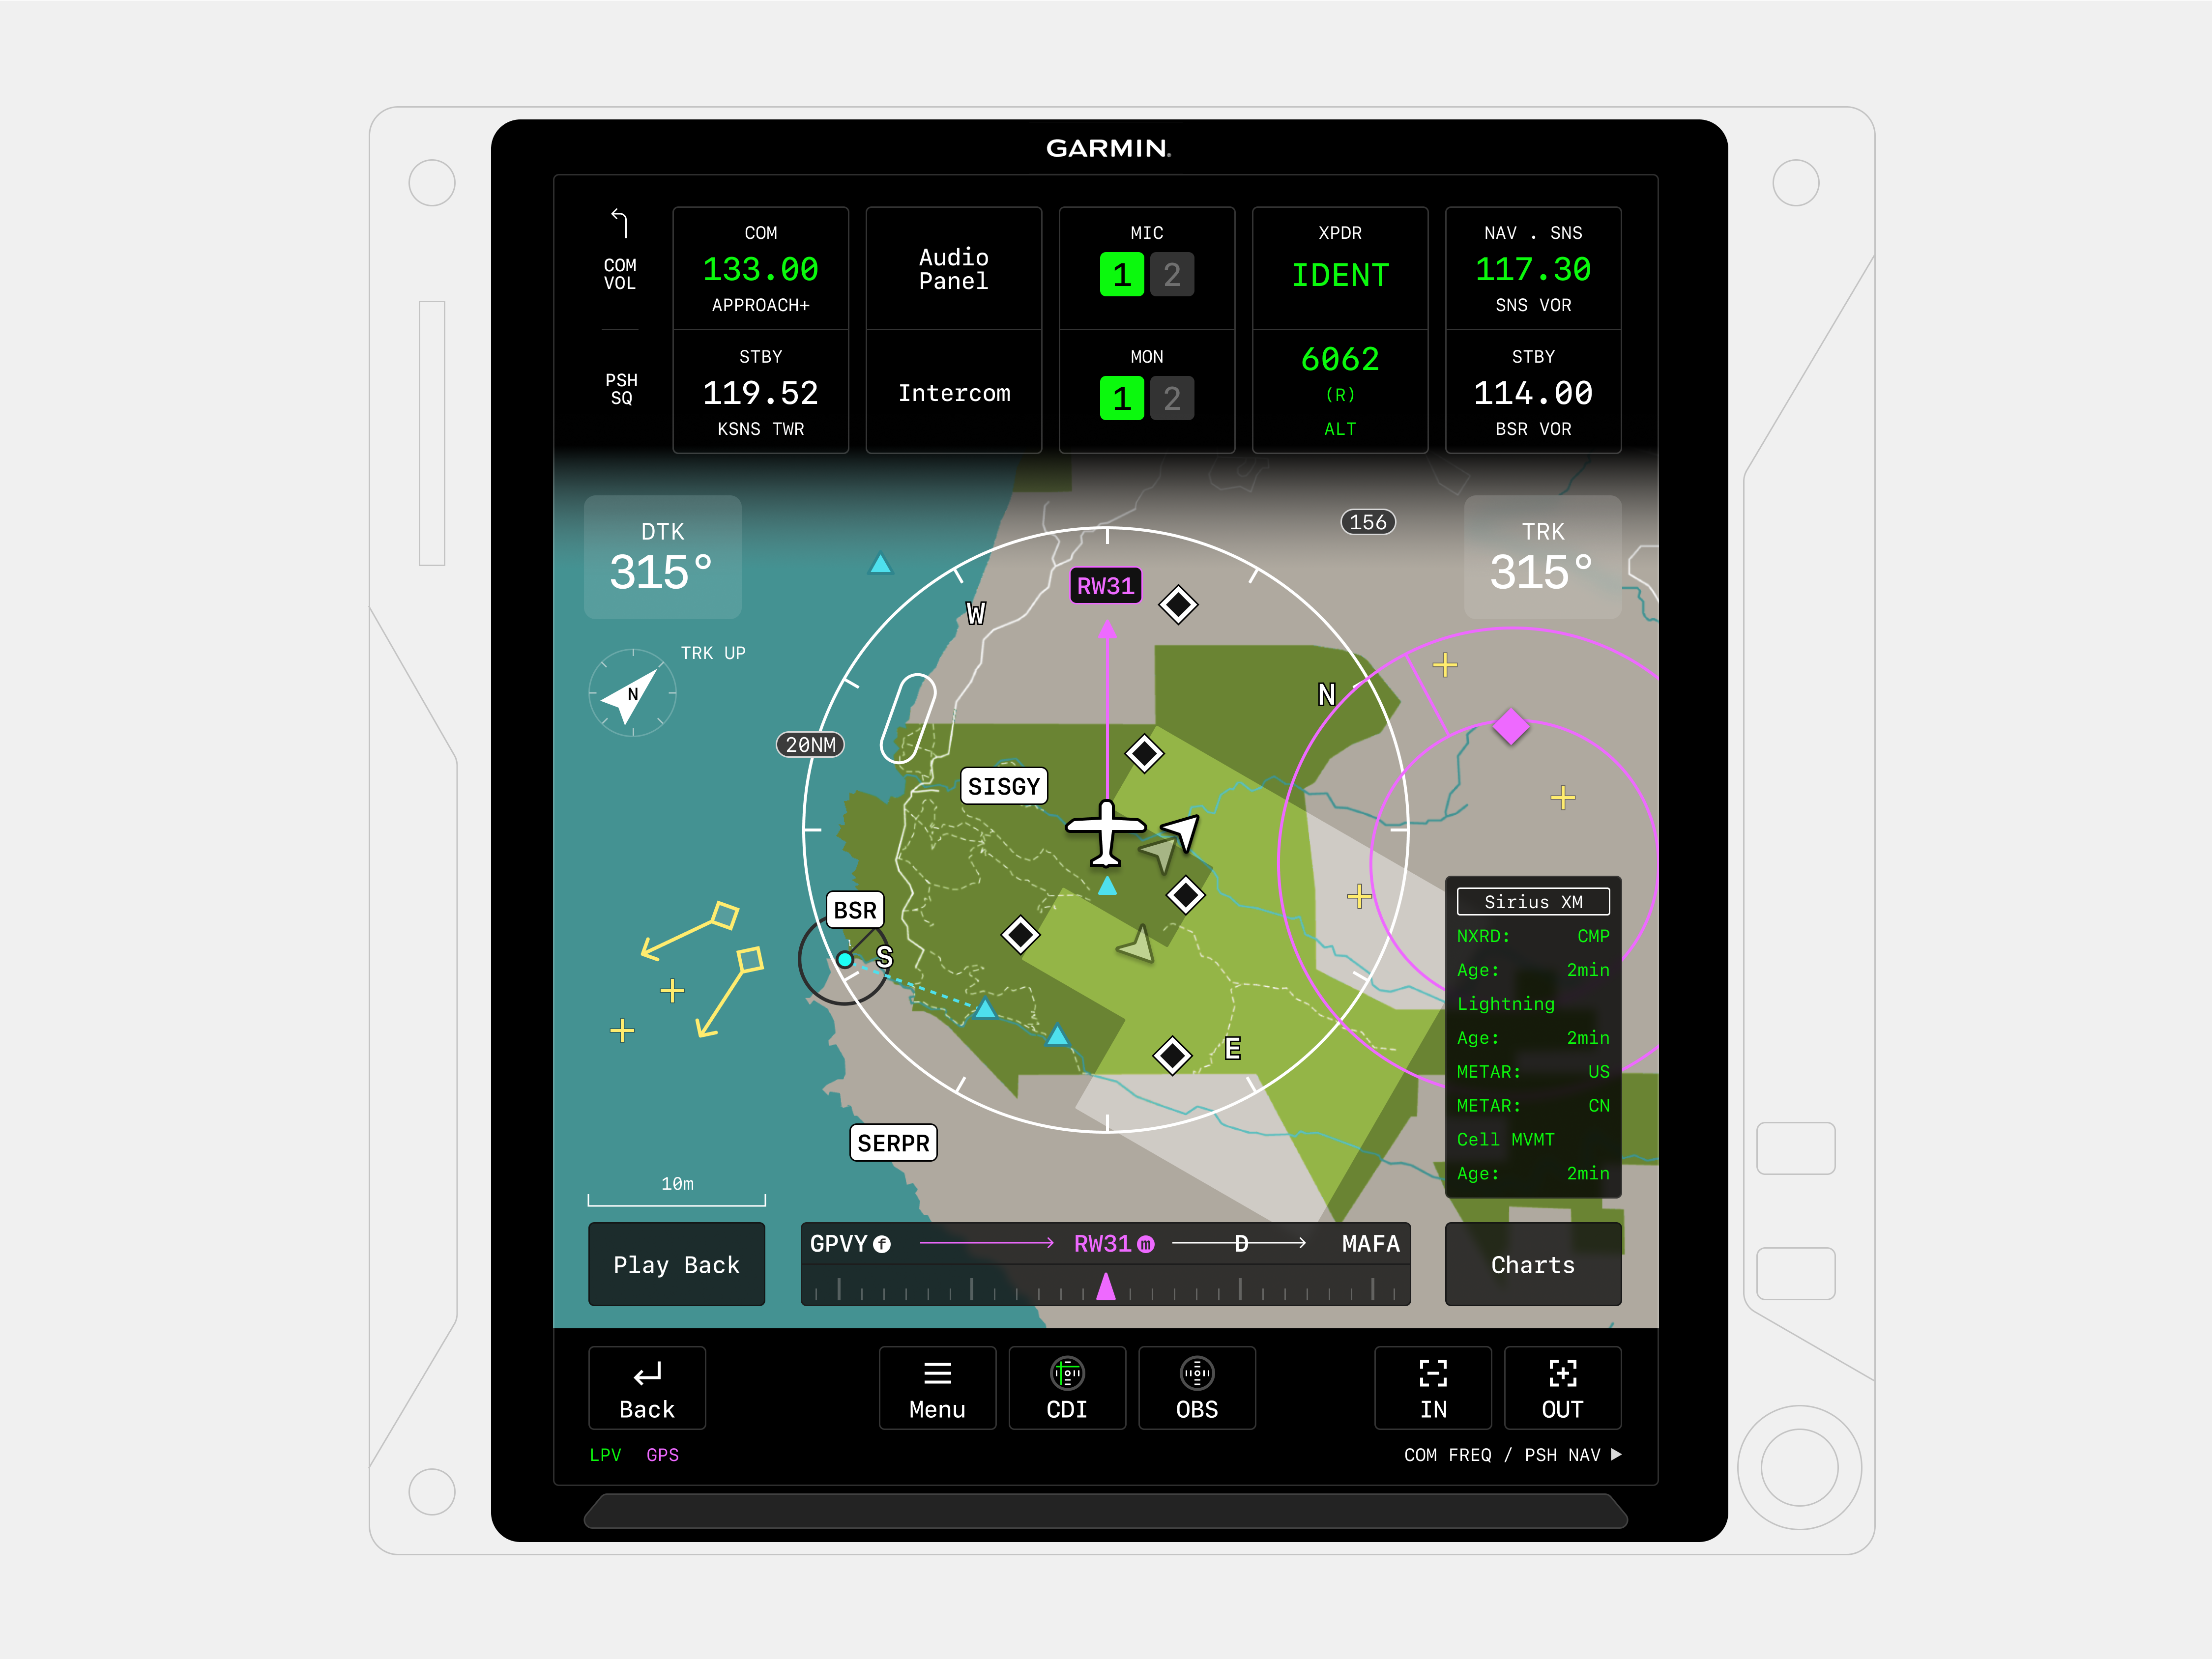 GARMIN
COM
VOL
PSH
SQ
COM
133.00
APPROACH+
STBY
119.52
KSNS TWR
Audio
Panel
Intercom
MIC
1 2
MON
1 2
XPDR
IDENT
6062
(R)
ALT
NAV . SNS
117.30
SNS VOR
STBY
114.00
BSR VOR
DTK
315°
156
TRK
315°
RW31
W
TRK UP
N
N
20NM
SISGY
BSR
S
E
SERPR
Sirius XM
NXRD: CMP
Age: 2min
Lightning
Age: 2min
METAR: US
METAR: CN
Cell MVMT
Age: 2min
10m
Play Back
GPVY f RW31 m D MAFA
Charts
Back
Menu
CDI
OBS
IN
OUT
LPV GPS
COM FREQ / PSH NAV